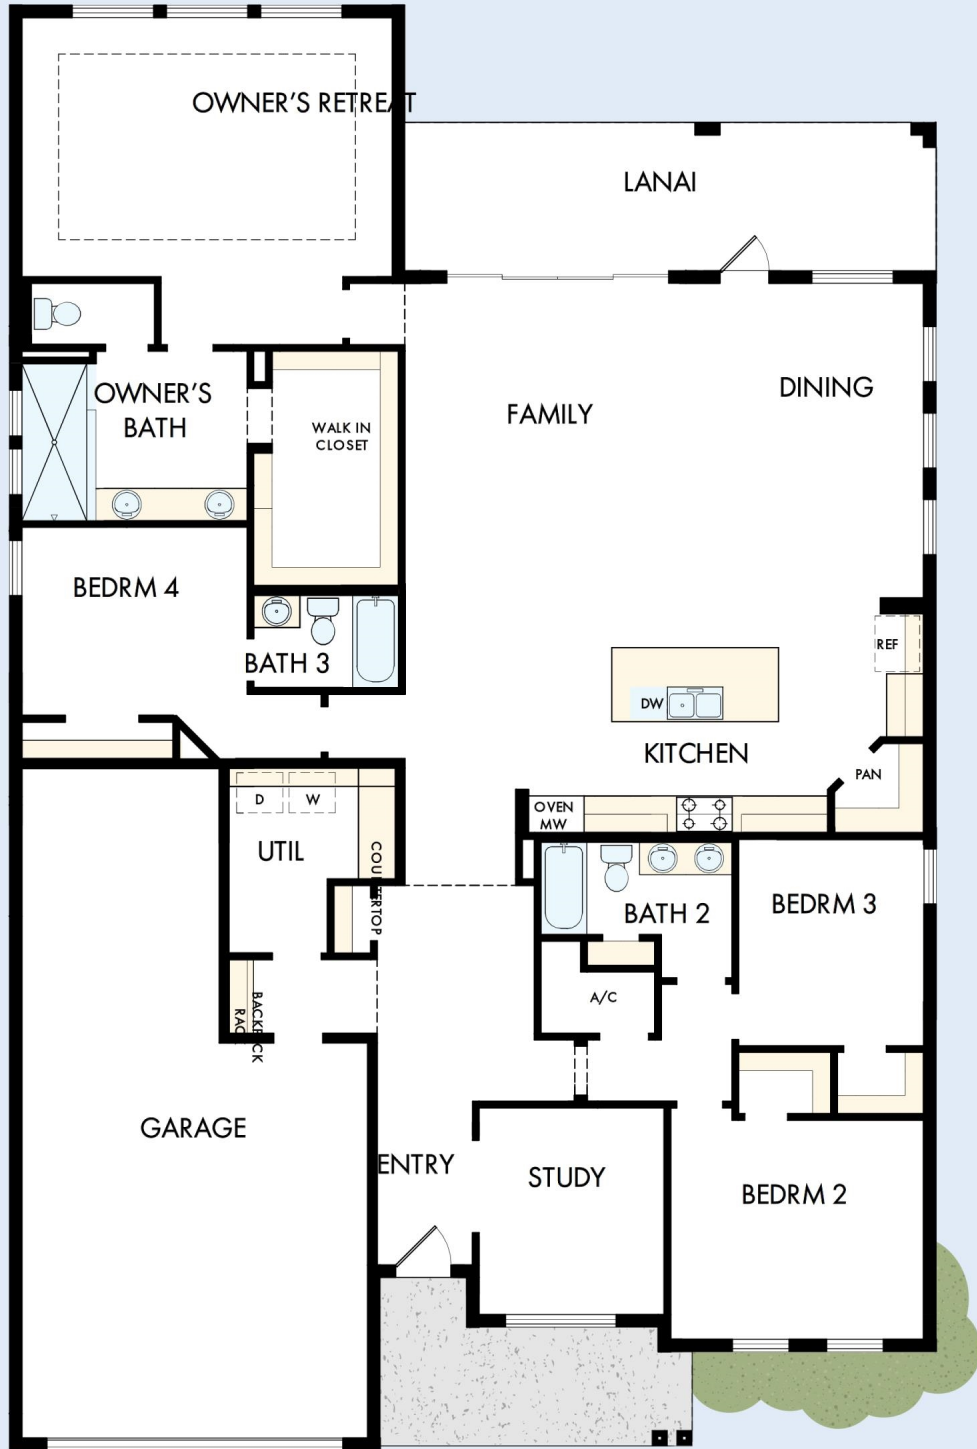 OWNER'S RETREAT
LANAI
OWNER'S
BATH
WALK IN
CLOSET
FAMILY
DINING
BEDRM 4
BATH 3
REF
DW
KITCHEN
PAN
OVEN
MW
D
W
UTIL
COUNTERTOP
BATH 2
BEDRM 3
A/C
BACKPACK
RACK
GARAGE
ENTRY
STUDY
BEDRM 2